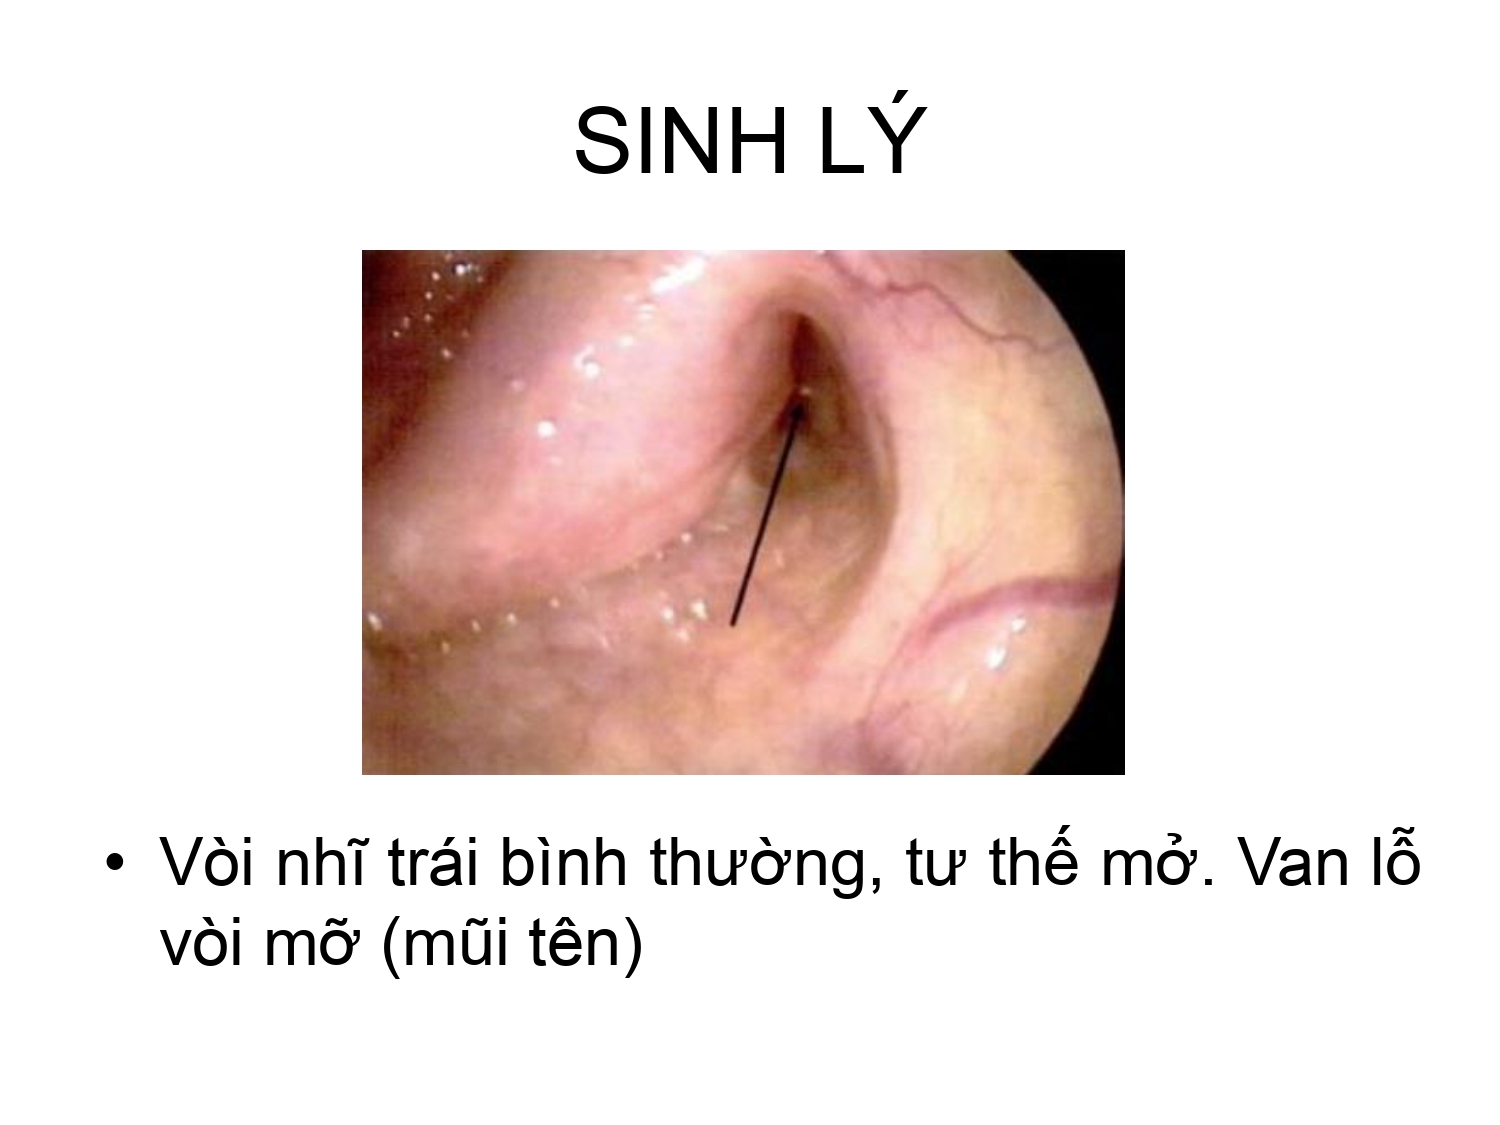 SINH LÝ
• Vòi nhĩ trái bình thường, tư thế mở. Van lỗ
vòi mỡ (mũi tên)